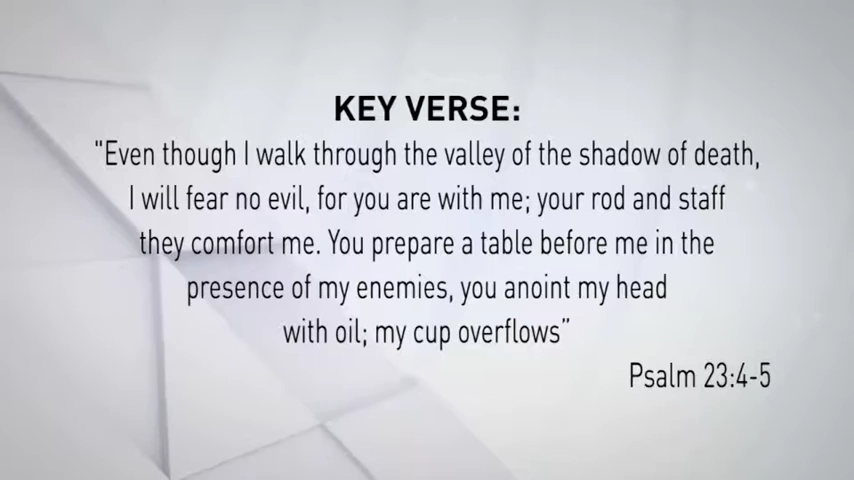 KEY VERSE:
"Even though I walk through the valley of the shadow of death,
I will fear no evil, for you are with me; your rod and staff
they comfort me. You prepare a table before me in the
presence of my enemies, you anoint my head
with oil; my cup overflows”
Psalm 23:4-5